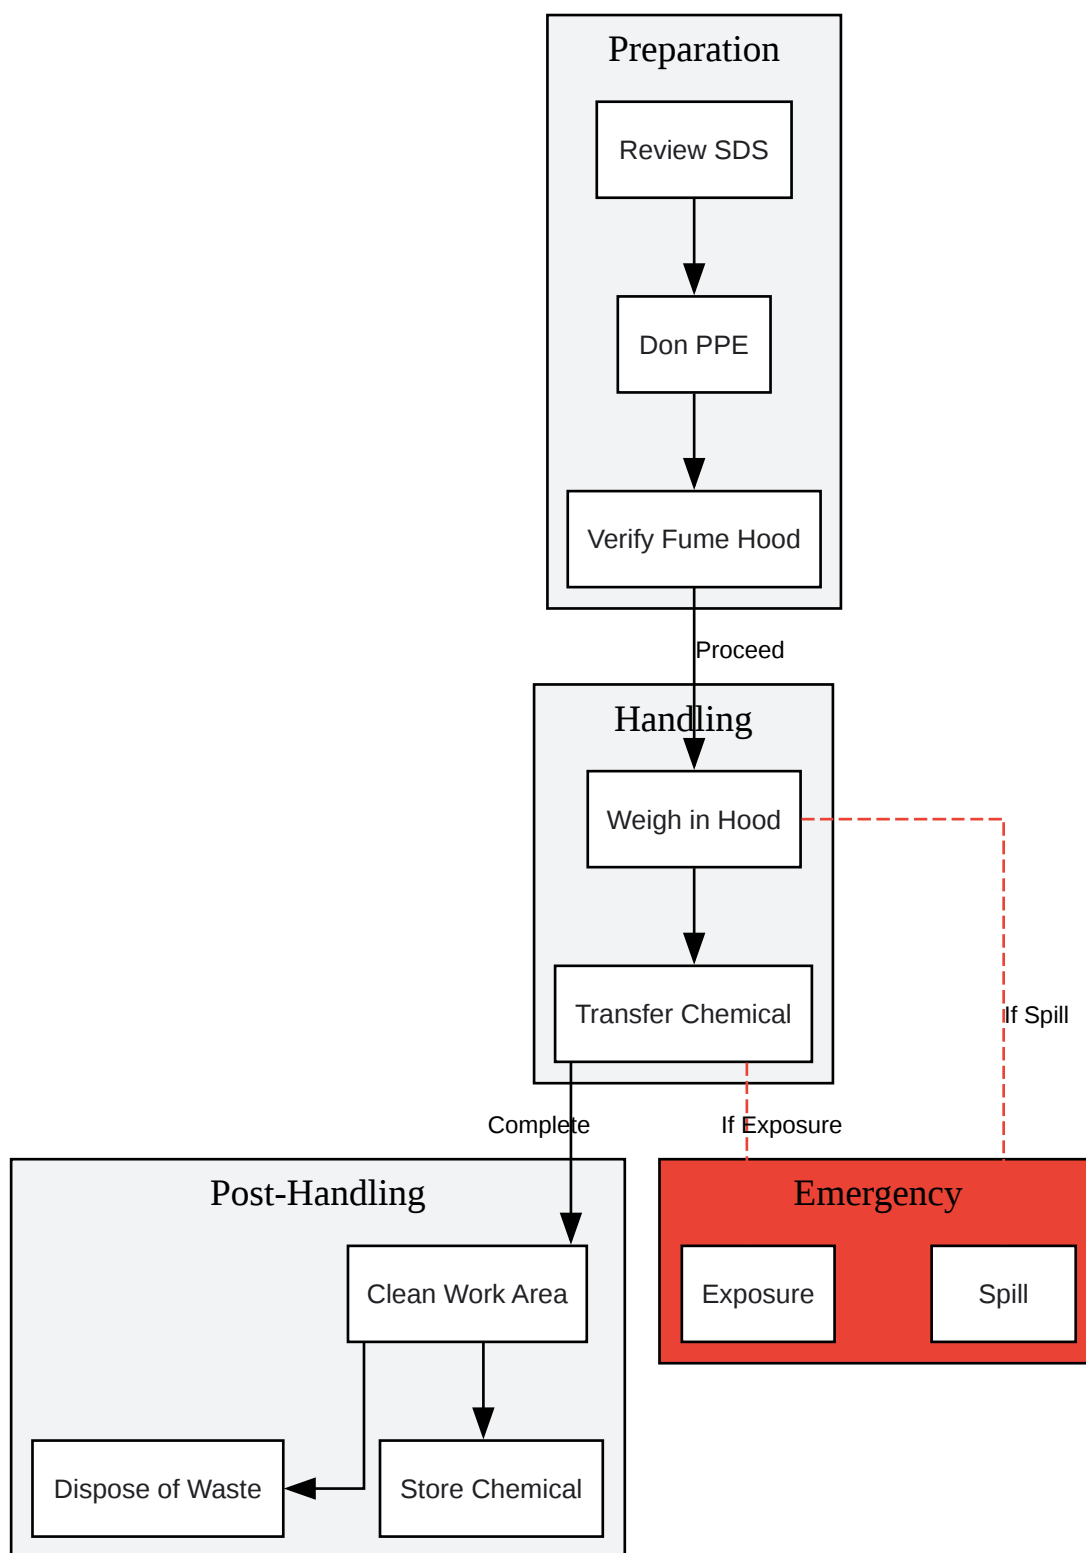 Preparation
Review SDS
Don PPE
Verify Fume Hood
Proceed
Handling
Weigh in Hood
Transfer Chemical
If Spill
Complete
If Exposure
Post-Handling
Emergency
Clean Work Area
Exposure
Spill
Dispose of Waste
Store Chemical